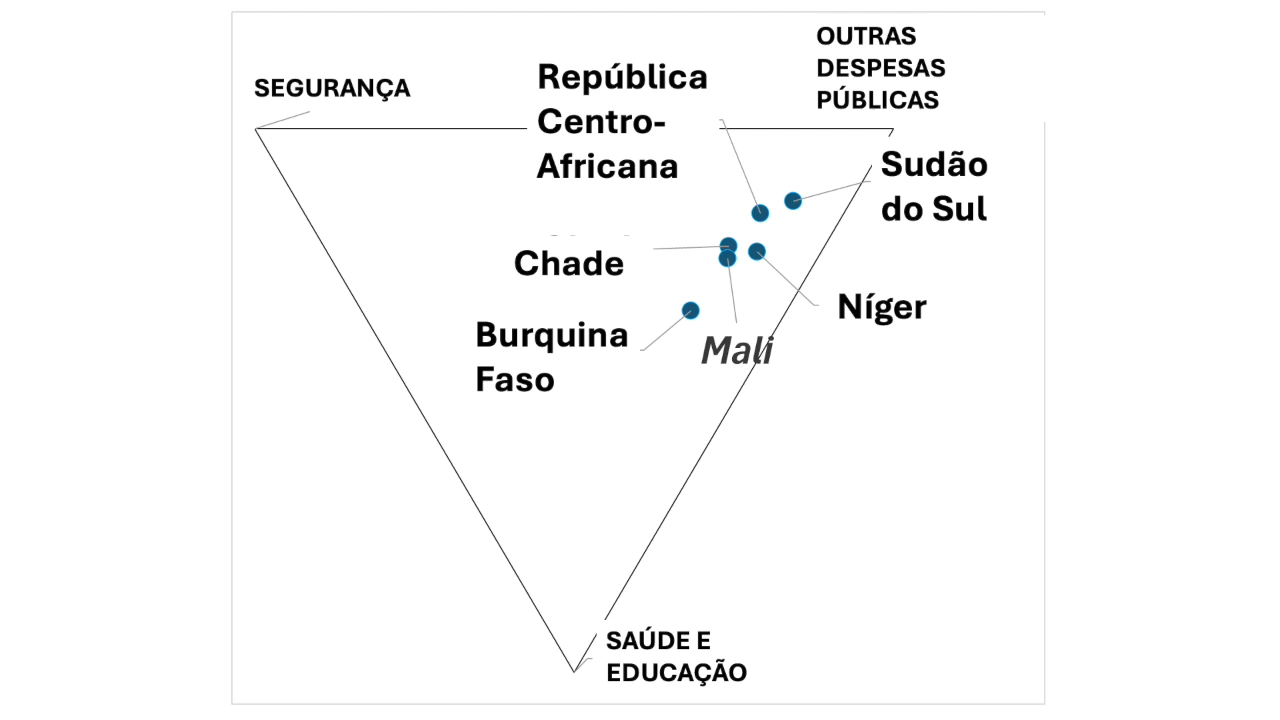 OUTRAS
DESPESAS
PÚBLICAS
SEGURANÇA
República
Centro-
Africana
Sudão
do Sul
Chade
Níger
Burquina
Faso
Mali
SAÚDE E
EDUCAÇÃO